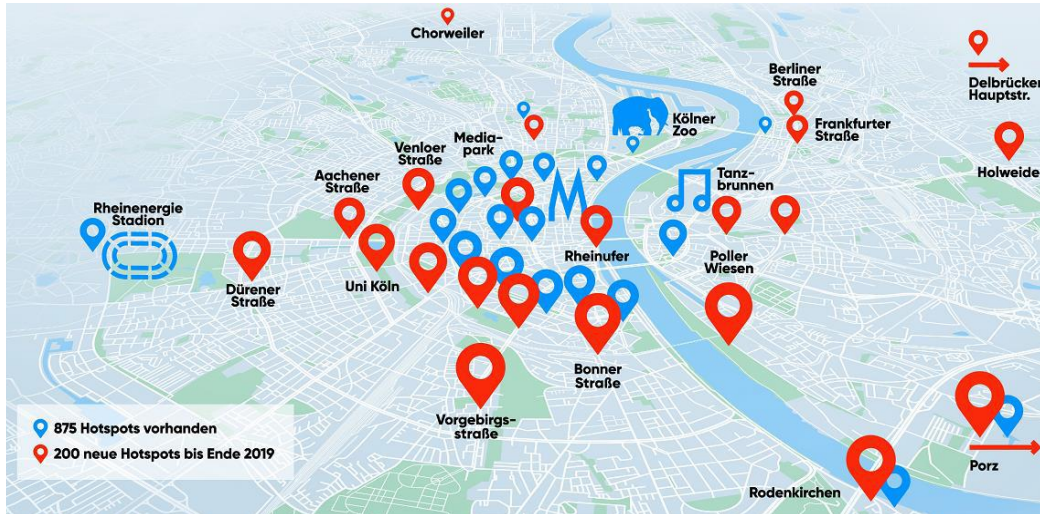 Chorweiler
Delbrücker
Hauptstr.
Berliner
Straße
Frankfurter
Straße
Holweide
Kölner
Zoo
Media-
park
Venloer
Straße
Aachener
Straße
Tanz-
brunnen
Rheinenergie
Stadion
Dürener
Straße
Uni Köln
Rheinufer
Poller
Wiesen
Bonner
Straße
Vorgebirgs-
straße
Porz
Rodenkirchen
875 Hotspots vorhanden
200 neue Hotspots bis Ende 2019